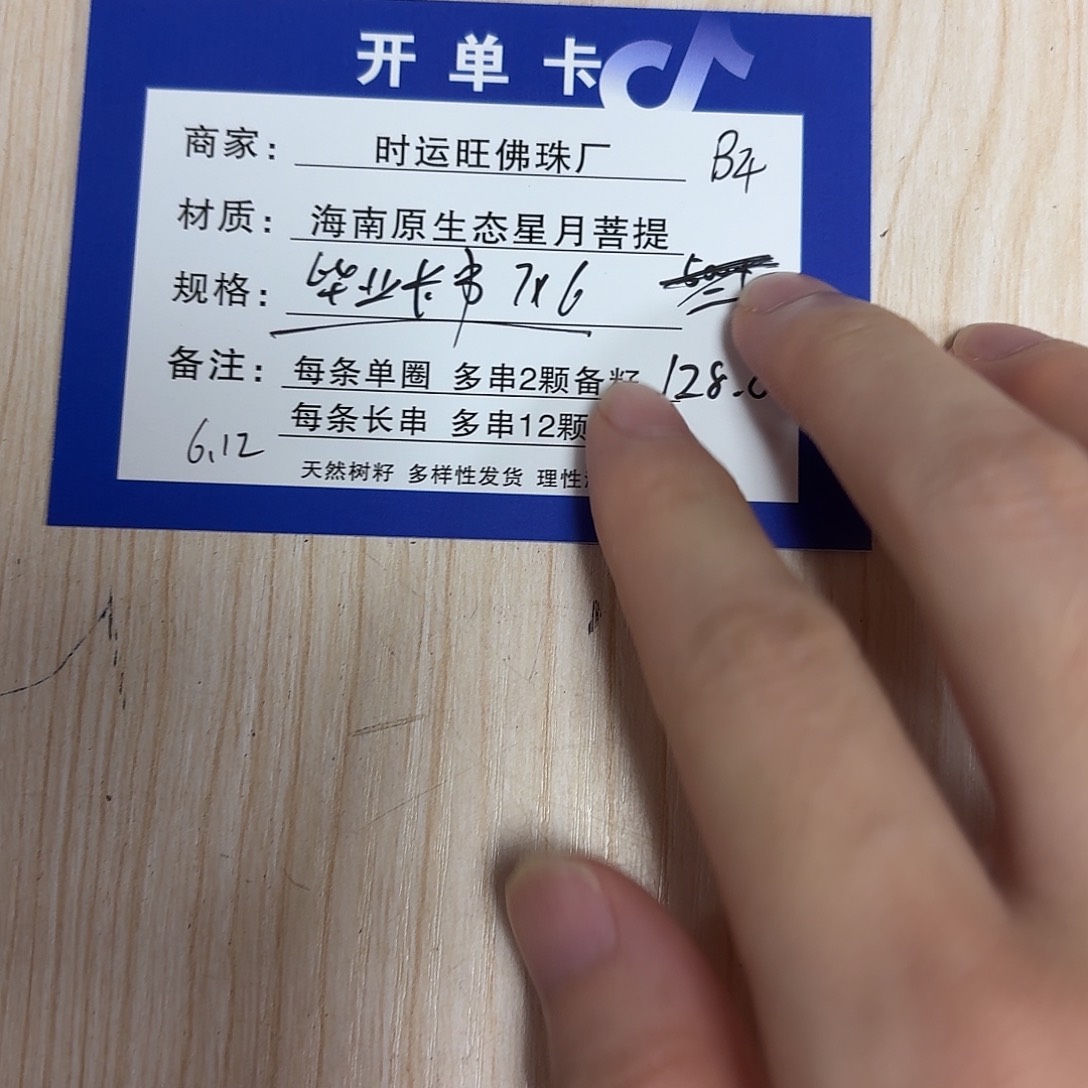 开单卡
商家： 时运旺佛珠厂 B4
材质： 海南原生态星月菩提
规格： 毕业长串 7x6
备注： 每条单圈 多串2颗备籽 128.
每条长串 多串12颗
6.12
天然树籽 多样性发货 理性